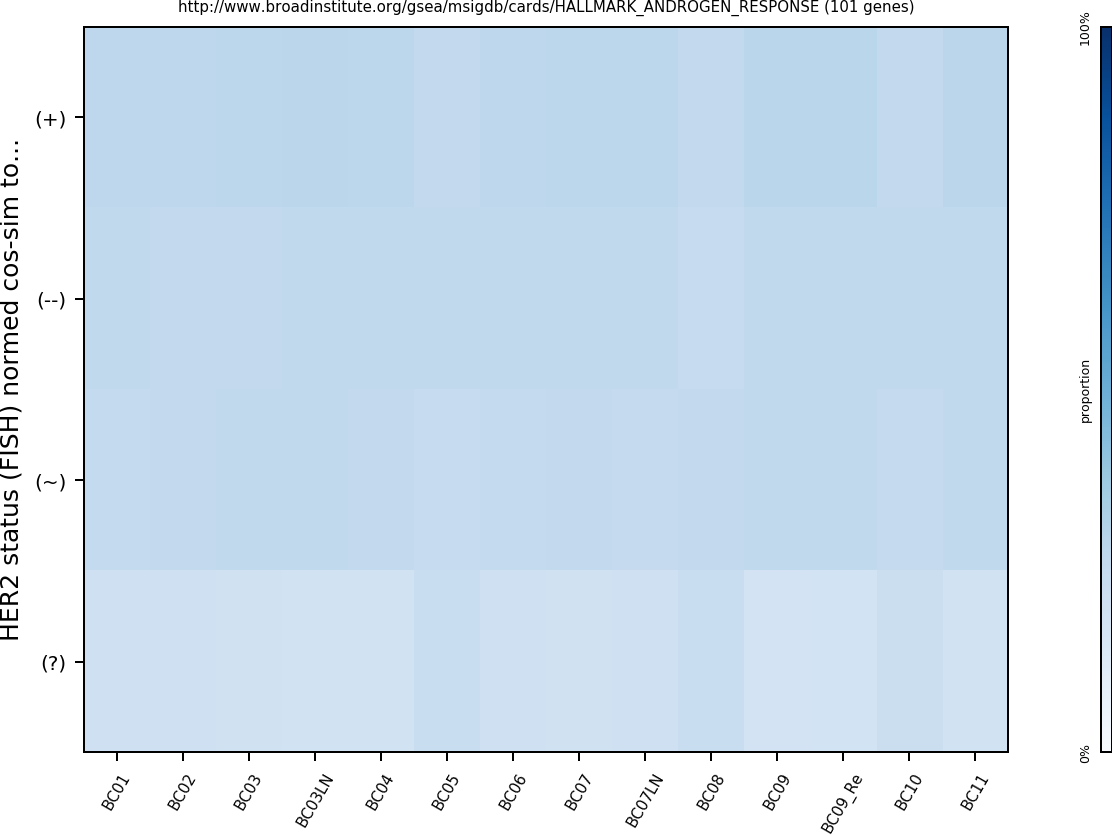 http://www.broadinstitute.org/gsea/msigdb/cards/HALLMARK_ANDROGEN_RESPONSE (101 genes)
HER2 status (FISH) normed cos-sim to...
(+)
(--)
(~)
(?)
BC01
BC02
BC03
BC03LN
BC04
BC05
BC06
BC07
BC07LN
BC08
BC09
BC09_Re
BC10
BC11
100%
proportion
0%